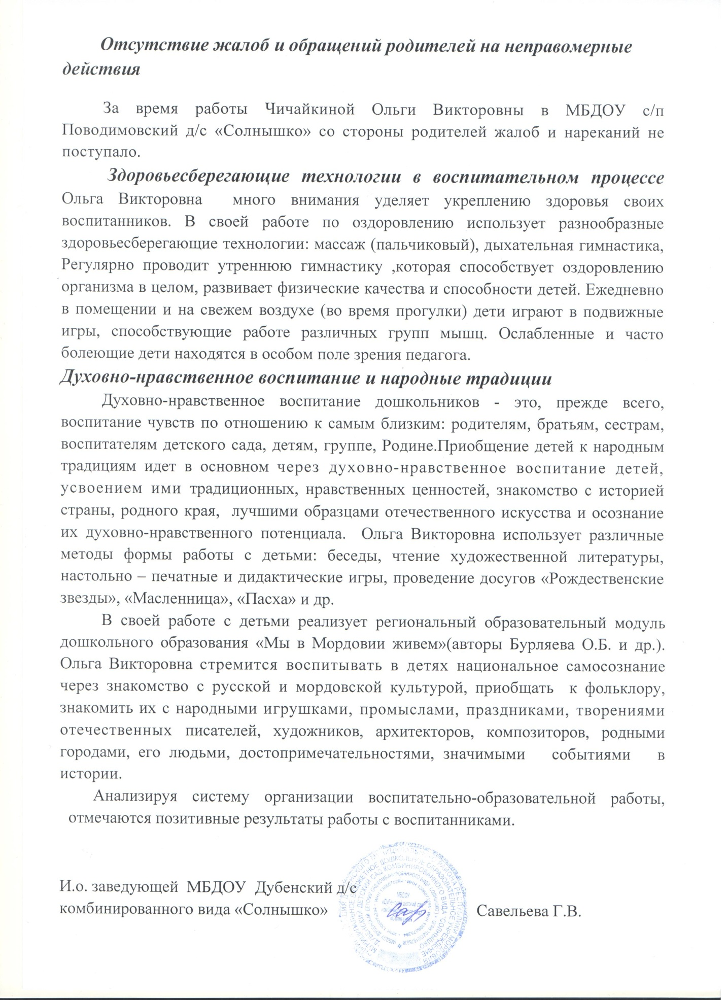 Отсутствие жалоб и обращений родителей на неправомерные
действия
За время работы Чичайкиной Ольги Викторовны в МБДОУ с/п
Поводимовский д/с «Солнышко» со стороны родителей жалоб и нареканий не
поступало.
Здоровьесберегающие технологии в воспитательном процессе
Ольга Викторовна много внимания уделяет укреплению здоровья своих
воспитанников. В своей работе по оздоровлению использует разнообразные
здоровьесберегающие технологии: массаж (пальчиковый), дыхательная гимнастика,
Регулярно проводит утреннюю гимнастику ,которая способствует оздоровлению
организма в целом, развивает физические качества и способности детей. Ежедневно
в помещении и на свежем воздухе (во время прогулки) дети играют в подвижные
игры, способствующие работе различных групп мышц. Ослабленные и часто
болеющие дети находятся в особом поле зрения педагога.
Духовно-нравственное воспитание и народные традиции
Духовно-нравственное воспитание дошкольников - это, прежде всего,
воспитание чувств по отношению к самым близким: родителям, братьям, сестрам,
воспитателям детского сада, детям, группе, Родине.Приобщение детей к народным
традициям идет в основном через духовно-нравственное воспитание детей,
усвоением ими традиционных, нравственных ценностей, знакомство с историей
страны, родного края, лучшими образцами отечественного искусства и осознание
их духовно-нравственного потенциала. Ольга Викторовна использует различные
методы формы работы с детьми: беседы, чтение художественной литературы,
настольно – печатные и дидактические игры, проведение досугов «Рождественские
звезды», «Масленница», «Пасха» и др.
В своей работе с детьми реализует региональный образовательный модуль
дошкольного образования «Мы в Мордовии живем»(авторы Бурляева О.Б. и др.).
Ольга Викторовна стремится воспитывать в детях национальное самосознание
через знакомство с русской и мордовской культурой, приобщать к фольклору,
знакомить их с народными игрушками, промыслами, праздниками, творениями
отечественных писателей, художников, архитекторов, композиторов, родными
городами, его людьми, достопримечательностями, значимыми событиями в
истории.
Анализируя систему организации воспитательно-образовательной работы,
отмечаются позитивные результаты работы с воспитанниками.
И.о. заведующей МБДОУ Дубенский д/с
комбинированного вида «Солнышко» Савельева Г.В.
МБДОУ